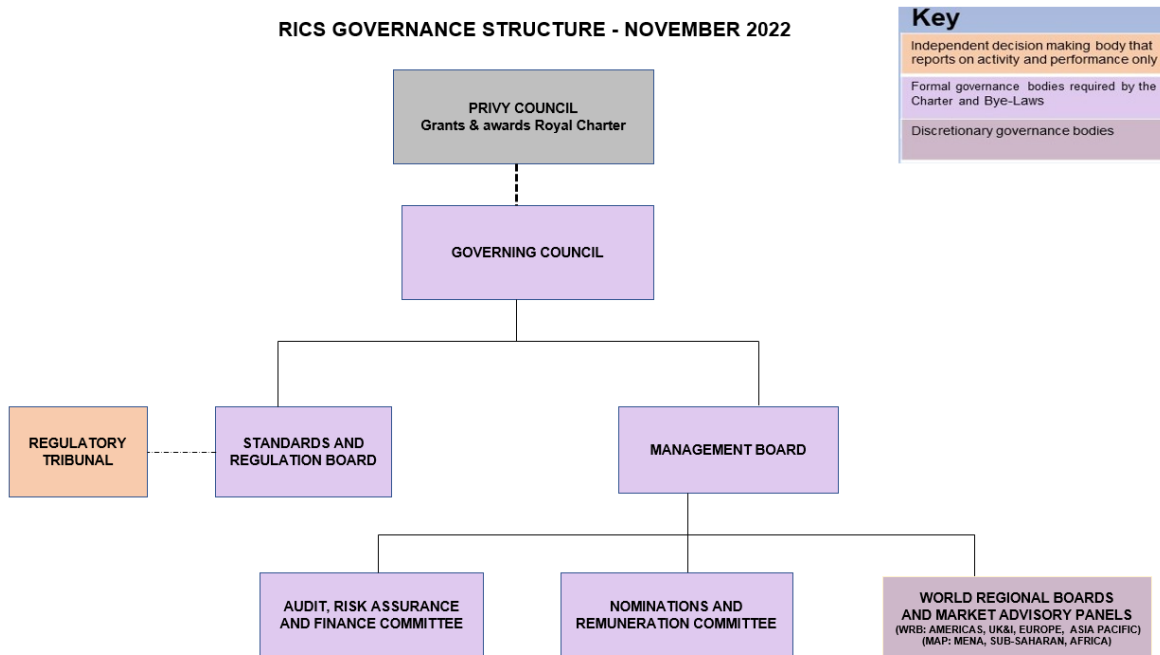 RICS GOVERNANCE STRUCTURE - NOVEMBER 2022
Key
Independent decision making body that
reports on activity and performance only
Formal governance bodies required by the
Charter and Bye-Laws
Discretionary governance bodies
PRIVY COUNCIL
Grants & awards Royal Charter
GOVERNING COUNCIL
REGULATORY
TRIBUNAL
STANDARDS AND
REGULATION BOARD
MANAGEMENT BOARD
AUDIT, RISK ASSURANCE
AND FINANCE COMMITTEE
NOMINATIONS AND
REMUNERATION COMMITTEE
WORLD REGIONAL BOARDS
AND MARKET ADVISORY PANELS
(WRB: AMERICAS, UK&I, EUROPE, ASIA PACIFIC)
(MAP: MENA, SUB-SAHARAN, AFRICA)